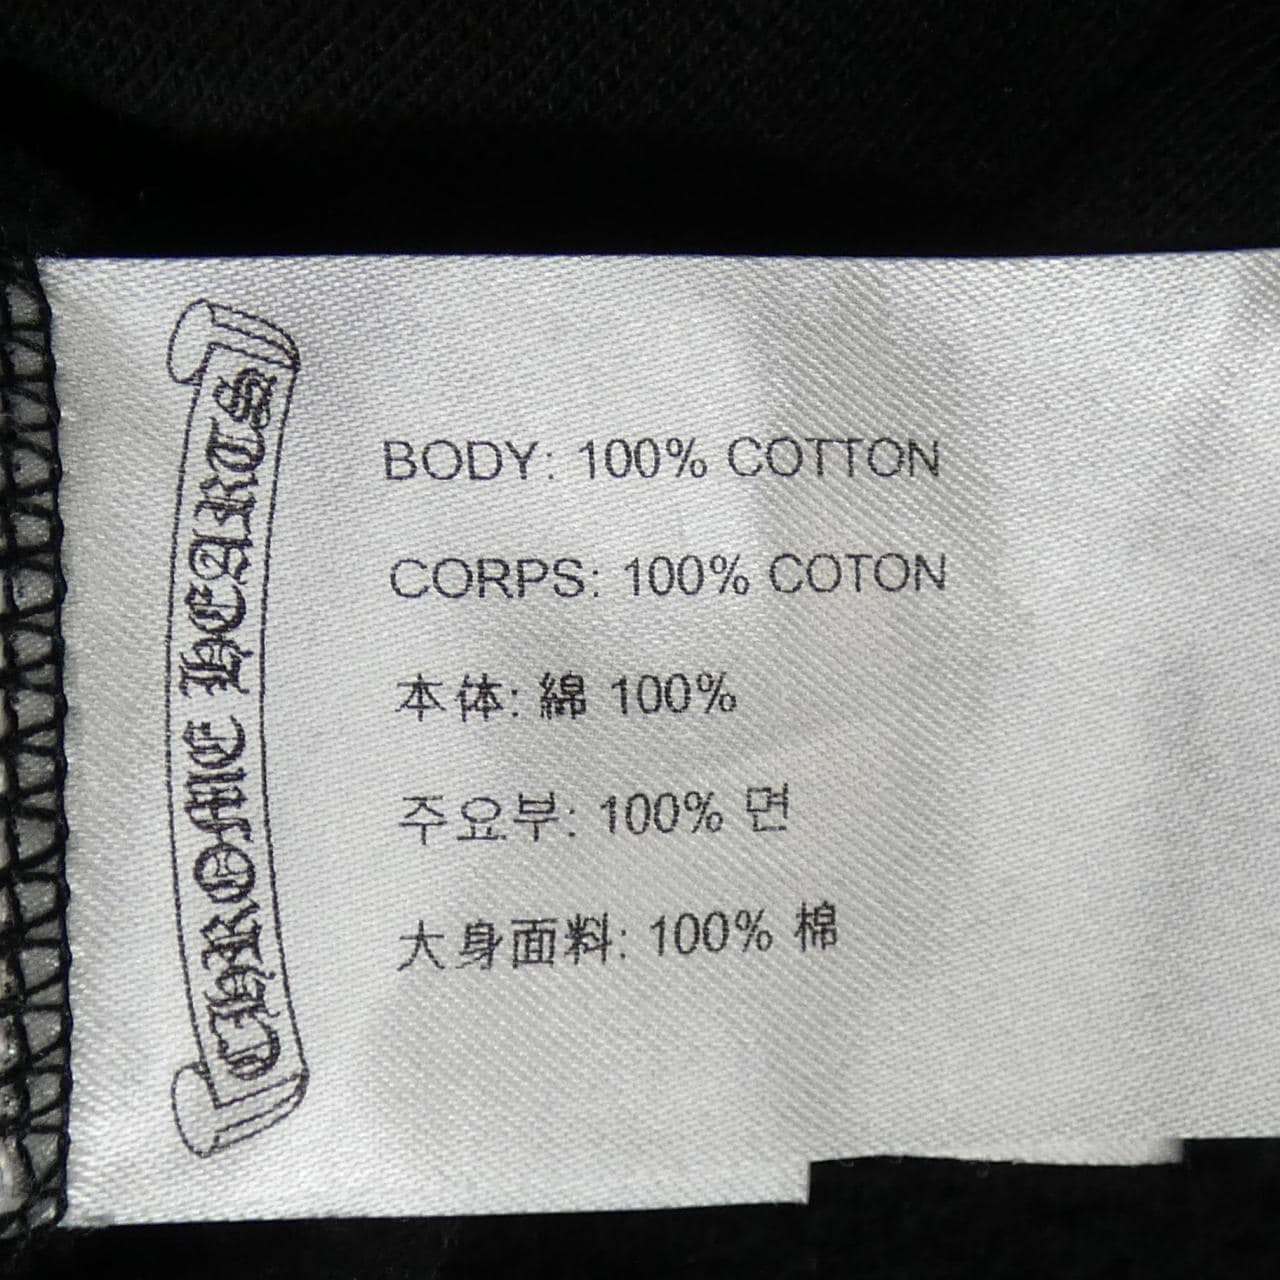 CHROME HEARTS
BODY: 100% COTTON
CORPS: 100% COTON
本体: 綿 100%
주요부: 100% 면
大身面料: 100% 棉